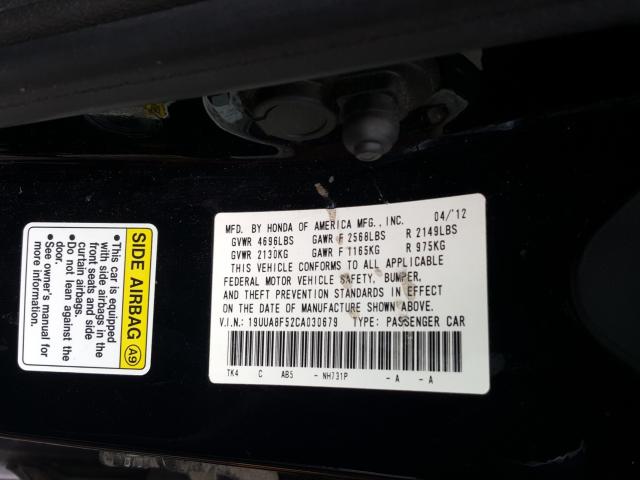 SIDE AIRBAG A9
• This car is equipped
with side airbags in the
front seats and side
curtain airbags.
• Do not lean against the
door.
• See owner's manual for
more information.
MFD. BY HONDA OF AMERICA MFG., INC. 04/'12
GVWR 4696LBS GAWR F 2568LBS R 2149LBS
GVWR 2130KG GAWR F 1165KG R 975KG
THIS VEHICLE CONFORMS TO ALL APPLICABLE
FEDERAL MOTOR VEHICLE SAFETY, BUMPER,
AND THEFT PREVENTION STANDARDS IN EFFECT
ON THE DATE OF MANUFACTURE SHOWN ABOVE.
V.I.N.: 19UUA8F52CA030679 TYPE: PASSENGER CAR
TK4 C AB5 - NH731P - A - A